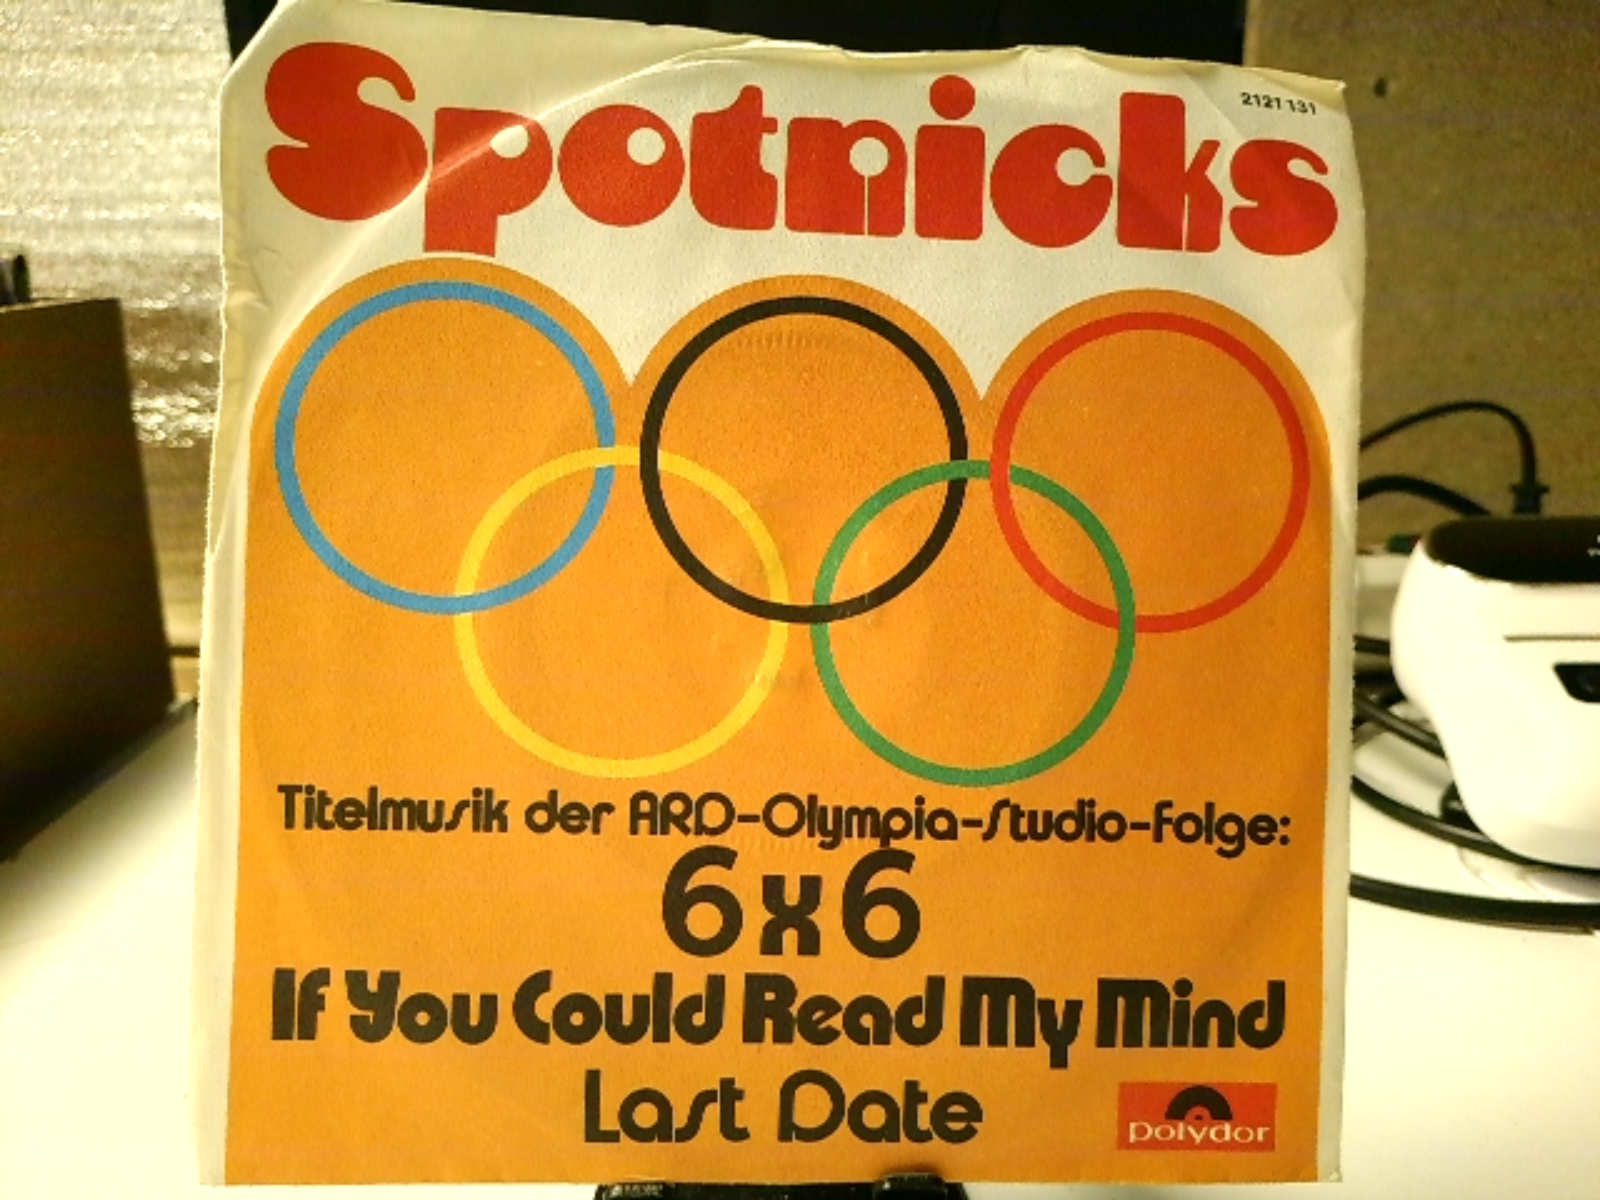 2121 131
Spotnicks
Titelmusik der ARD-Olympia-Studio-Folge:
6x6
If You Could Read My Mind
Last Date
polydor